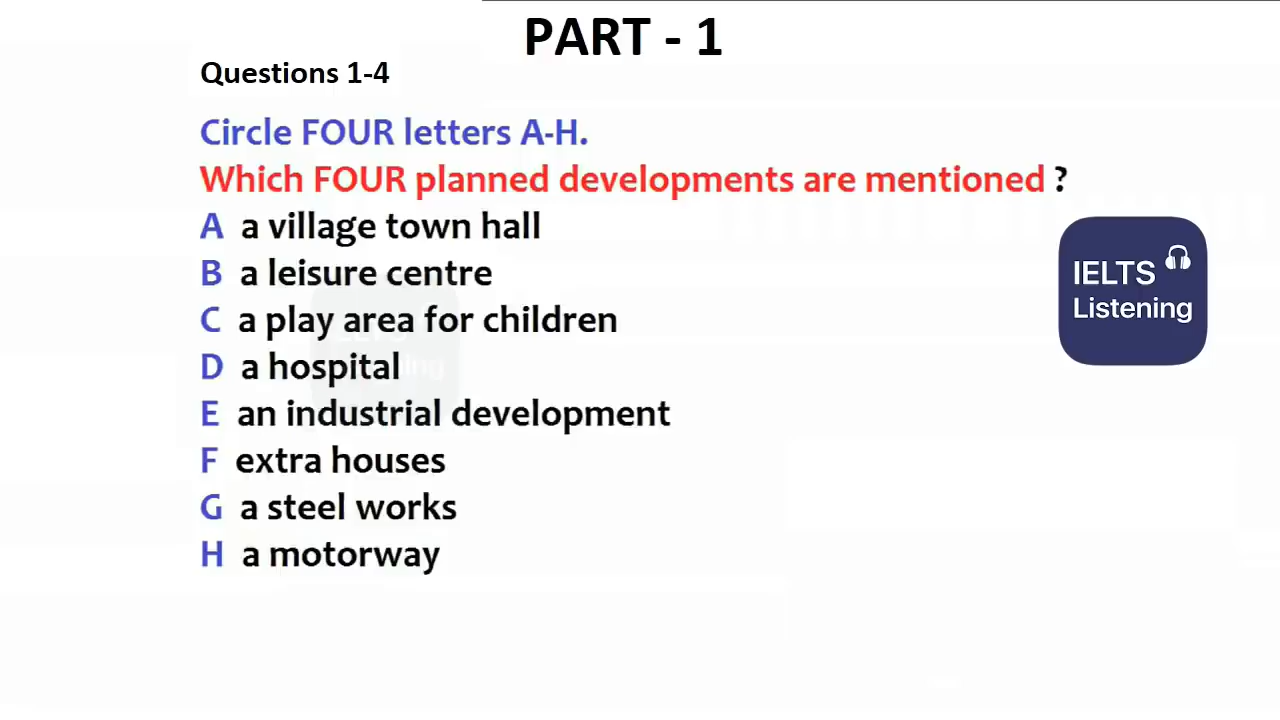 PART - 1
Questions 1-4
Circle FOUR letters A-H.
Which FOUR planned developments are mentioned ?
A a village town hall
B a leisure centre
C a play area for children
D a hospital
E an industrial development
F extra houses
G a steel works
H a motorway
IELTS
Listening